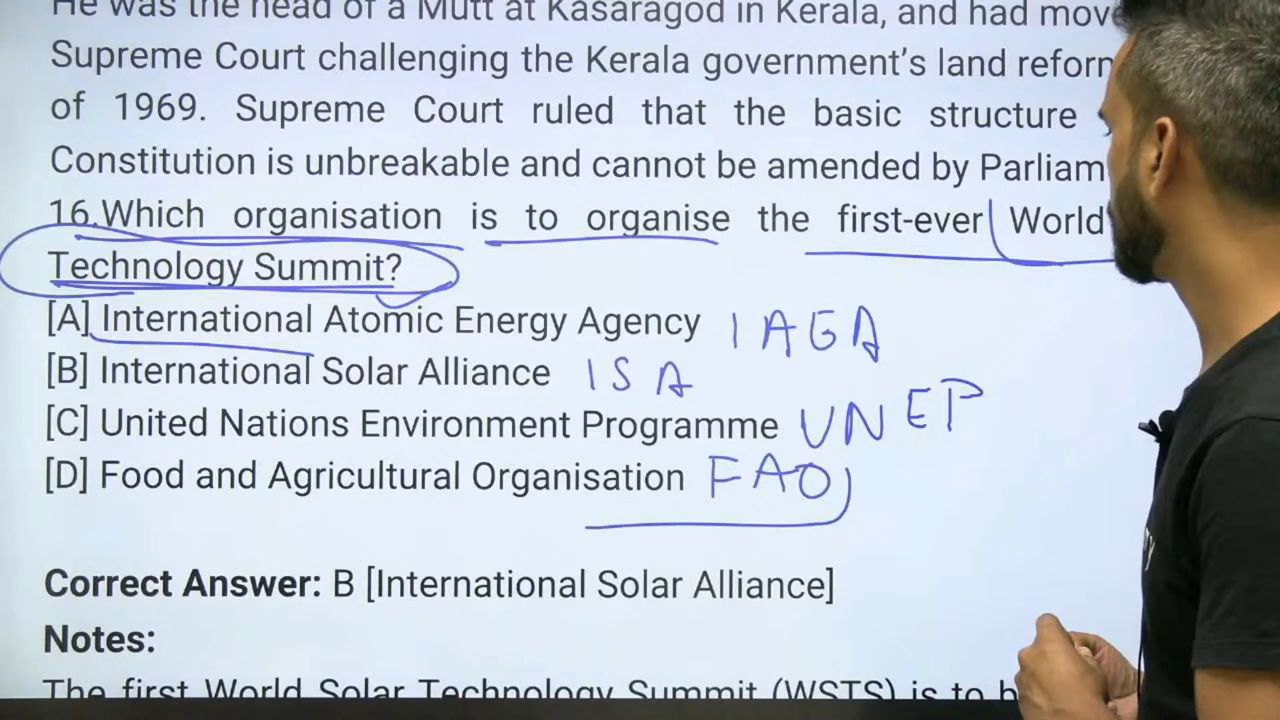 He was the head of a Mutt at Kasaragod in Kerala, and had
Supreme Court challenging the Kerala government's land
of 1969. Supreme Court ruled that the basic structure
Constitution is unbreakable and cannot be amended by
16.Which organisation is to organise the first-ever World
Technology Summit?
[A] International Atomic Energy Agency IAEA
[B] International Solar Alliance ISA
[C] United Nations Environment Programme UNEP
[D] Food and Agricultural Organisation FAO
Correct Answer: B [International Solar Alliance]
Notes:
The first World Solar Technology Summit (WSTS) is to